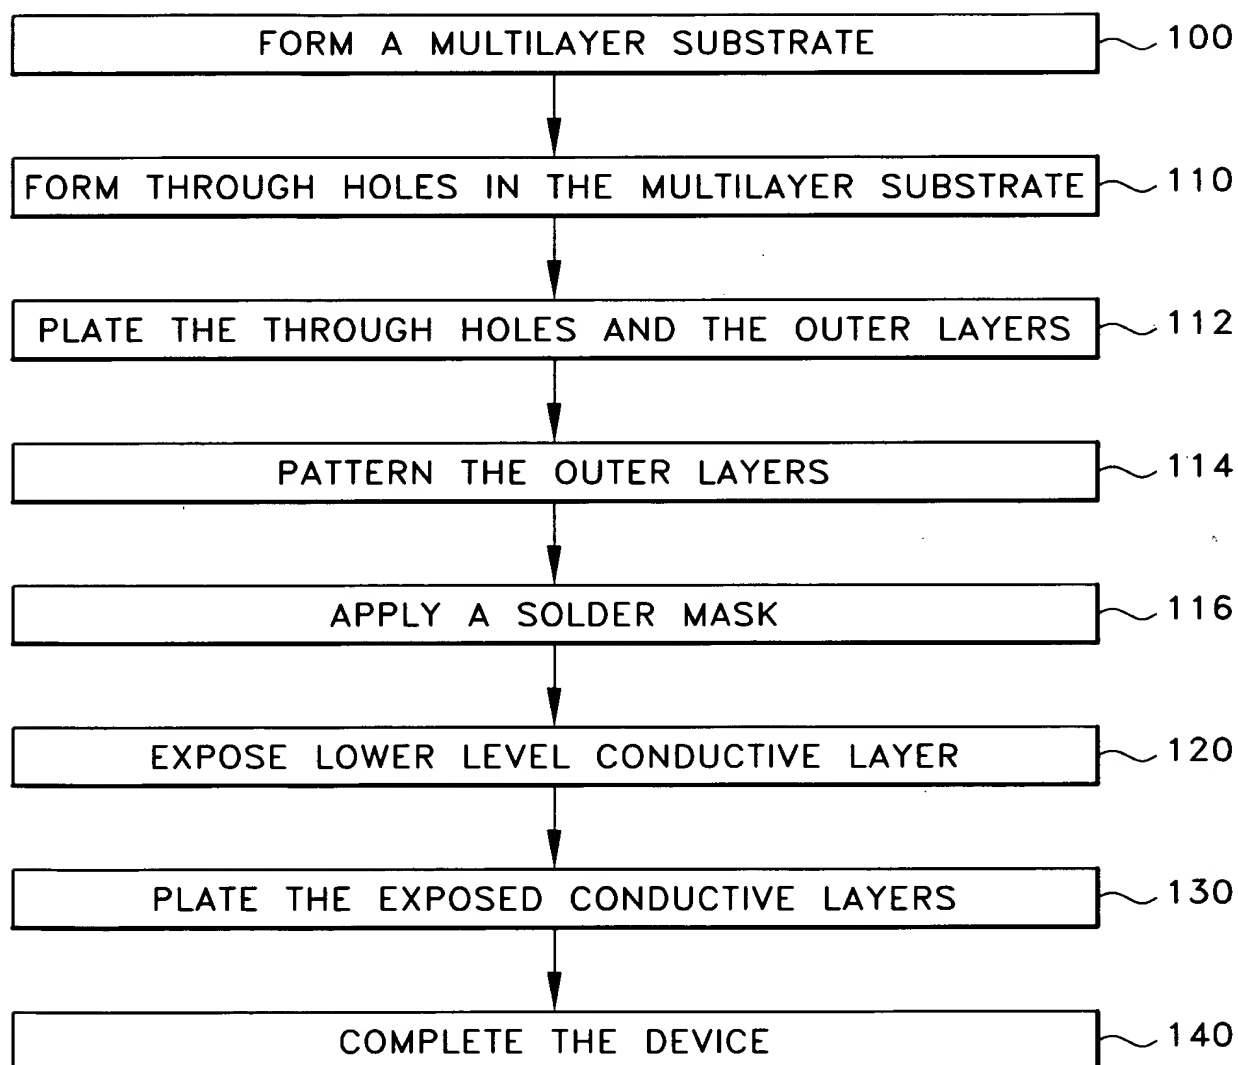 FORM A MULTILAYER SUBSTRATE 100
FORM THROUGH HOLES IN THE MULTILAYER SUBSTRATE 110
PLATE THE THROUGH HOLES AND THE OUTER LAYERS 112
PATTERN THE OUTER LAYERS 114
APPLY A SOLDER MASK 116
EXPOSE LOWER LEVEL CONDUCTIVE LAYER 120
PLATE THE EXPOSED CONDUCTIVE LAYERS 130
COMPLETE THE DEVICE 140